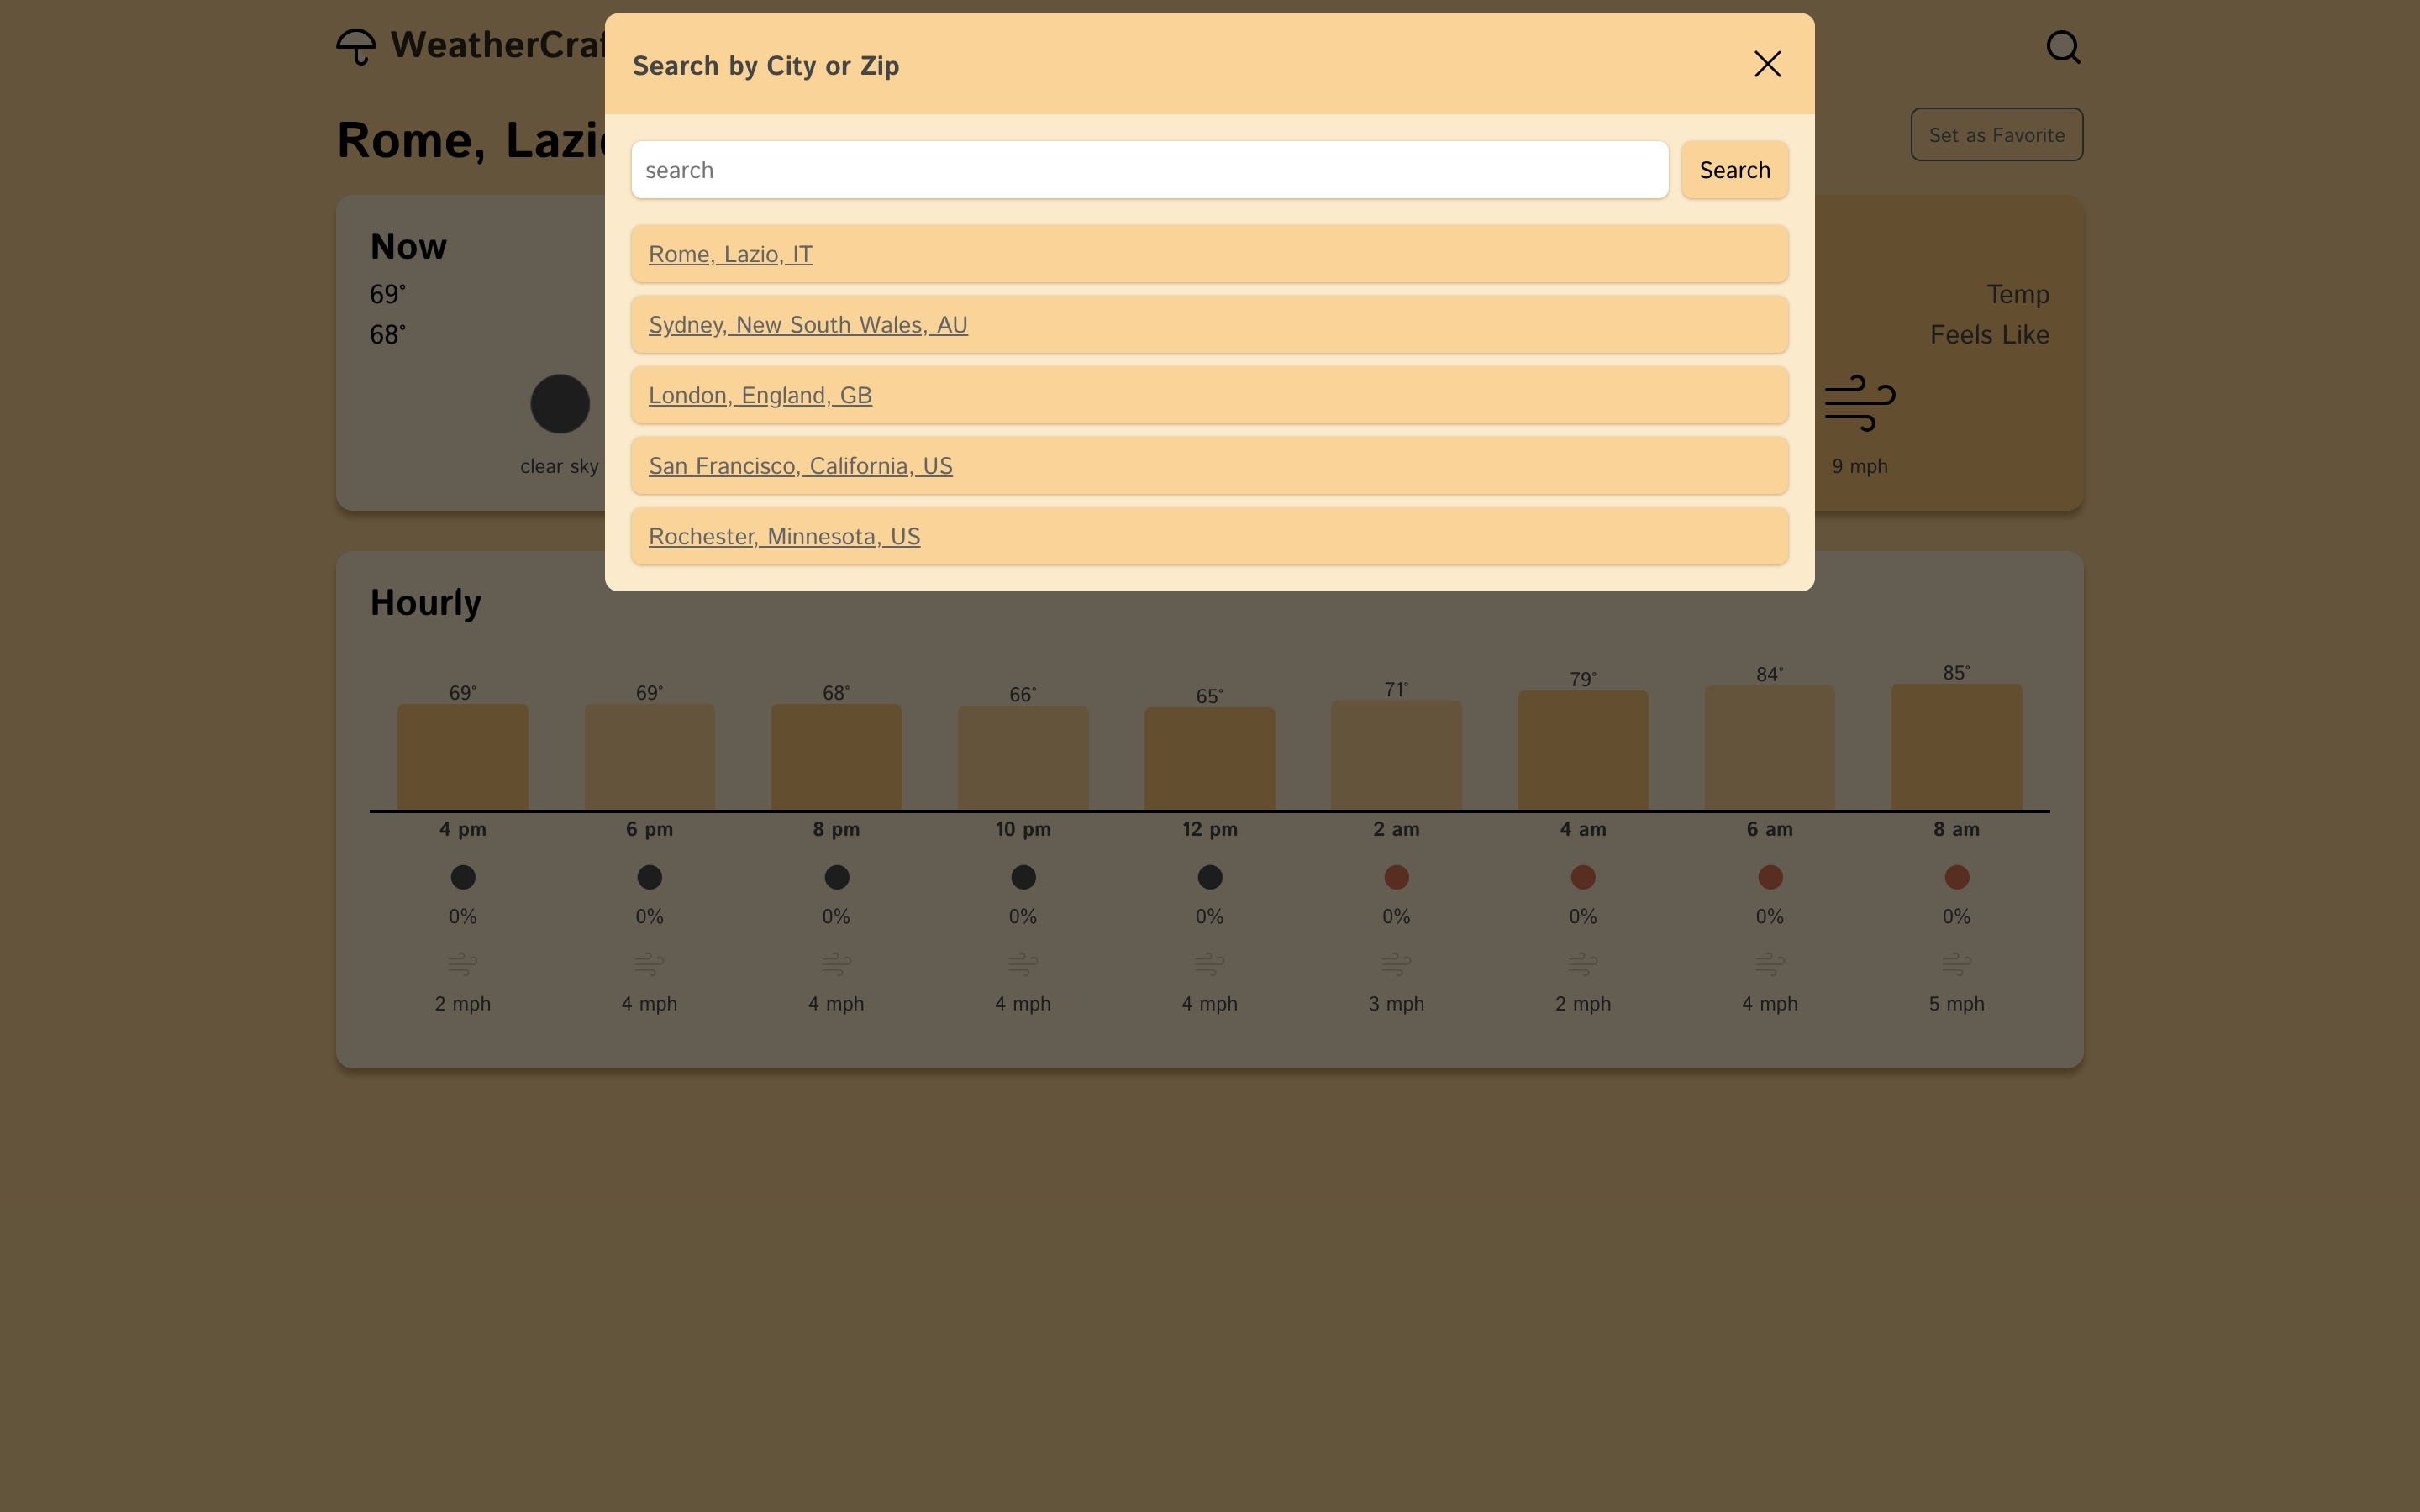 WeatherCraf
Search by City or Zip
Rome, Lazi
Set as Favorite
search
Search
Rome, Lazio, IT
Sydney, New South Wales, AU
London, England, GB
San Francisco, California, US
Rochester, Minnesota, US
Now
69°
68°
clear sky
Temp
Feels Like
9 mph
Hourly
69° 69° 68° 66° 65° 71° 79° 84° 85°
4 pm 6 pm 8 pm 10 pm 12 pm 2 am 4 am 6 am 8 am
0% 0% 0% 0% 0% 0% 0% 0% 0%
2 mph 4 mph 4 mph 4 mph 4 mph 3 mph 2 mph 4 mph 5 mph